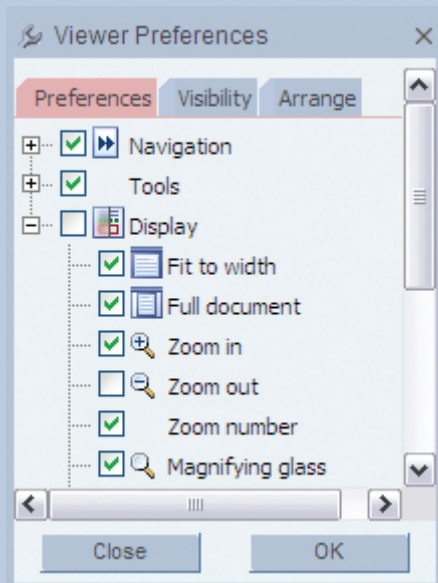 Viewer Preferences
Preferences Visibility Arrange
Navigation
Tools
Display
Fit to width
Full document
Zoom in
Zoom out
Zoom number
Magnifying glass
Close OK